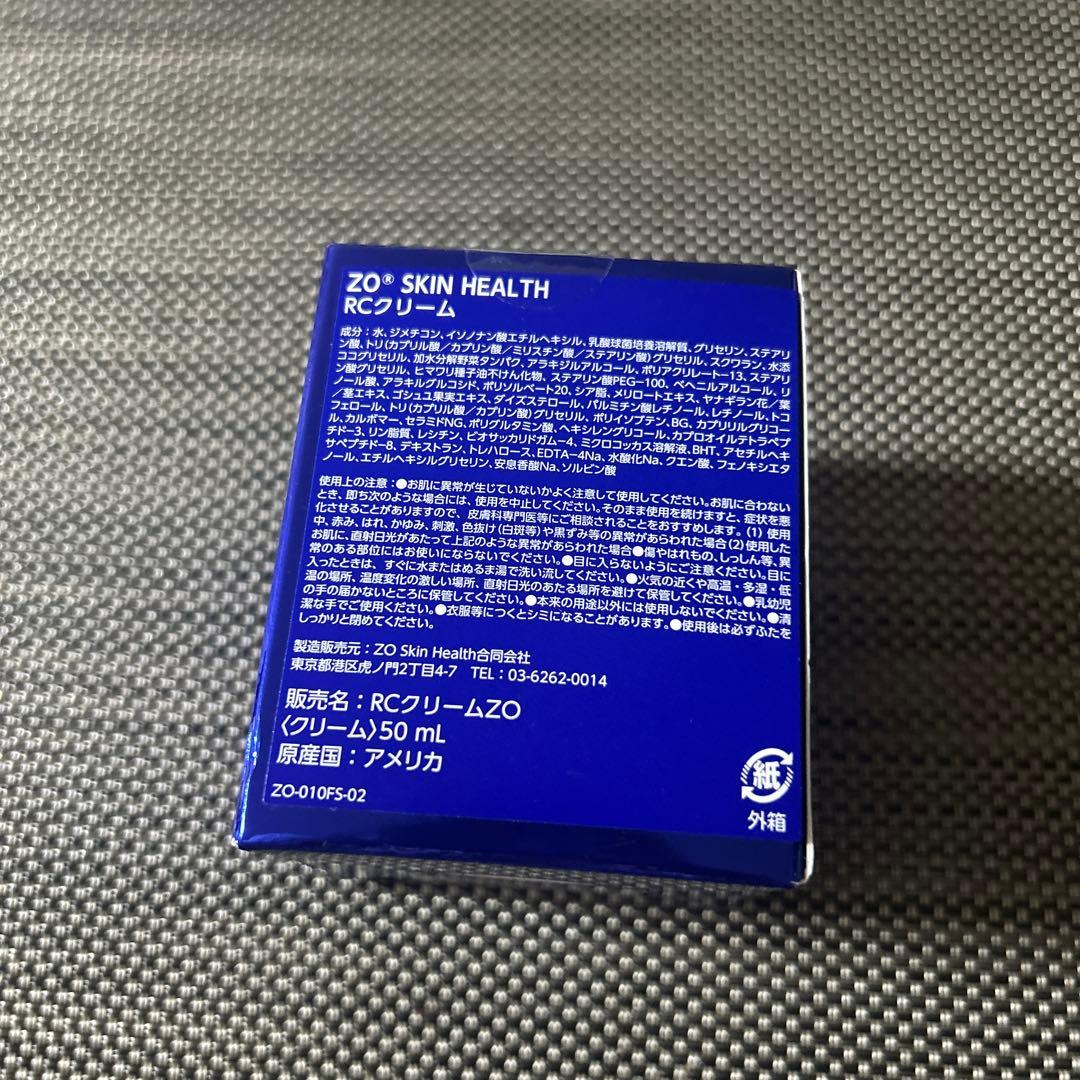 ZO® SKIN HEALTH
RCクリーム
成分：水、ジメチコン、イソノナン酸エチルヘキシル、乳酸球菌培養溶解質、グリセリン、ステアリ
ン酸、トリ（カプリル酸／カプリン酸／ミリスチン酸／ステアリン酸）グリセリル、スクワラン、水添
ココグリセリル、加水分解野菜タンパク、アラキジルアルコール、ポリアクリルレート-13、ステアリ
ン酸グリセリル、ヒマワリ種子油不けん化物、ステアリン酸PEG-100、ベヘニルアルコール、リ
ノール酸、アラキルグルコシド、ポリソルベート20、シア脂、メリロートエキス、ヤナギラン花／葉
／茎エキス、ゴシュユ果実エキス、ダイズステロール、パルミチン酸レチノール、レチノール、トコ
フェロール、トリ（カプリル酸／カプリン酸）グリセリル、ポリイソブテン、BG、カプリリルグリコー
ル、カルボマー、セラミドNG、ポリグルタミン酸、ヘキシレングリコール、カプロオイルテトラペプ
チド-3、リン脂質、レシチン、ビオサッカリドガム-4、ミクロコッカス溶解液、BHT、アセチルヘキ
サペプチド-8、デキストラン、トレハロース、EDTA-4Na、水酸化Na、クエン酸、フェノキシエタ
ノール、エチルヘキシルグリセリン、安息香酸Na、ソルビン酸
使用上の注意：●お肌に異常が生じていないかよく注意して使用してください。お肌に合わない
とき、即ち次のような場合には、使用を中止してください。そのまま使用を続けますと、症状を悪
化させることがありますので、皮膚科専門医等にご相談されることをおすすめします。(1) 使用
中、赤み、はれ、かゆみ、刺激、色抜け（白斑等）や黒ずみ等の異常があらわれた場合 (2) 使用した
お肌に、直射日光があたって上記のような異常があらわれた場合●傷やはれもの、しっしん等、異
常のある部位にはお使いにならないでください。●目に入らないようにご注意ください。目に
入ったときは、すぐに水またはぬるま湯で洗い流してください。●火気の近くや高温・多湿・低
温の場所、温度変化の激しい場所、直射日光のあたる場所を避けて保管してください。●乳幼児
の手の届かないところに保管してください。●本来の用途以外には使用しないでください。●清
潔な手でご使用ください。●衣服等につくとシミになることがあります。●使用後は必ずふたを
しっかりと閉めてください。
製造販売元：ZO Skin Health合同会社
東京都港区虎ノ門2丁目4-7　TEL：03-6262-0014
販売名：RCクリームZO
〈クリーム〉50 mL
原産国：アメリカ
ZO-010FS-02
紙
外箱